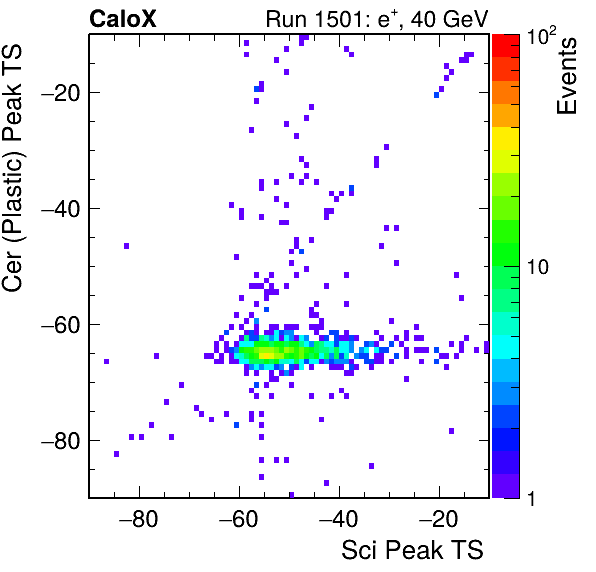 CaloX Run 1501: e⁺, 40 GeV
Cer (Plastic) Peak TS
−20
−40
−60
−80
−80 −60 −40 −20
Sci Peak TS
10²
10
1
Events